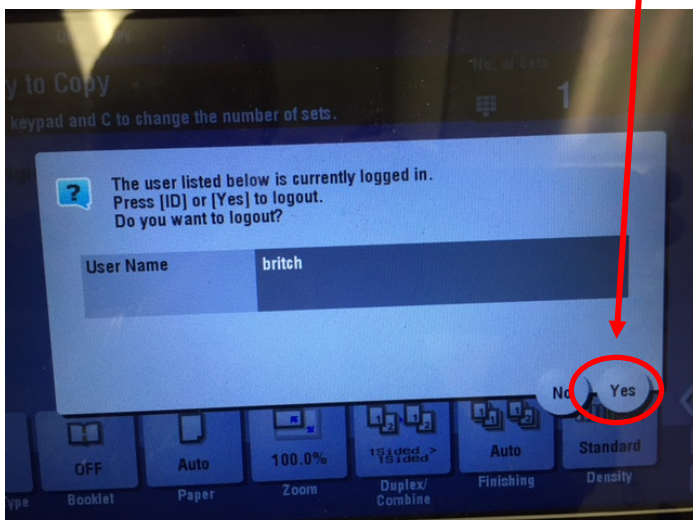 y to Copy
No. of Sets
1
keypad and C to change the number of sets.
?
The user listed below is currently logged in.
Press [ID] or [Yes] to logout.
Do you want to logout?
User Name
britch
No
Yes
OFF
Auto
100.0%
1Sided >
1Sided
Auto
Standard
ype
Booklet
Paper
Zoom
Duplex/
Combine
Finishing
Density